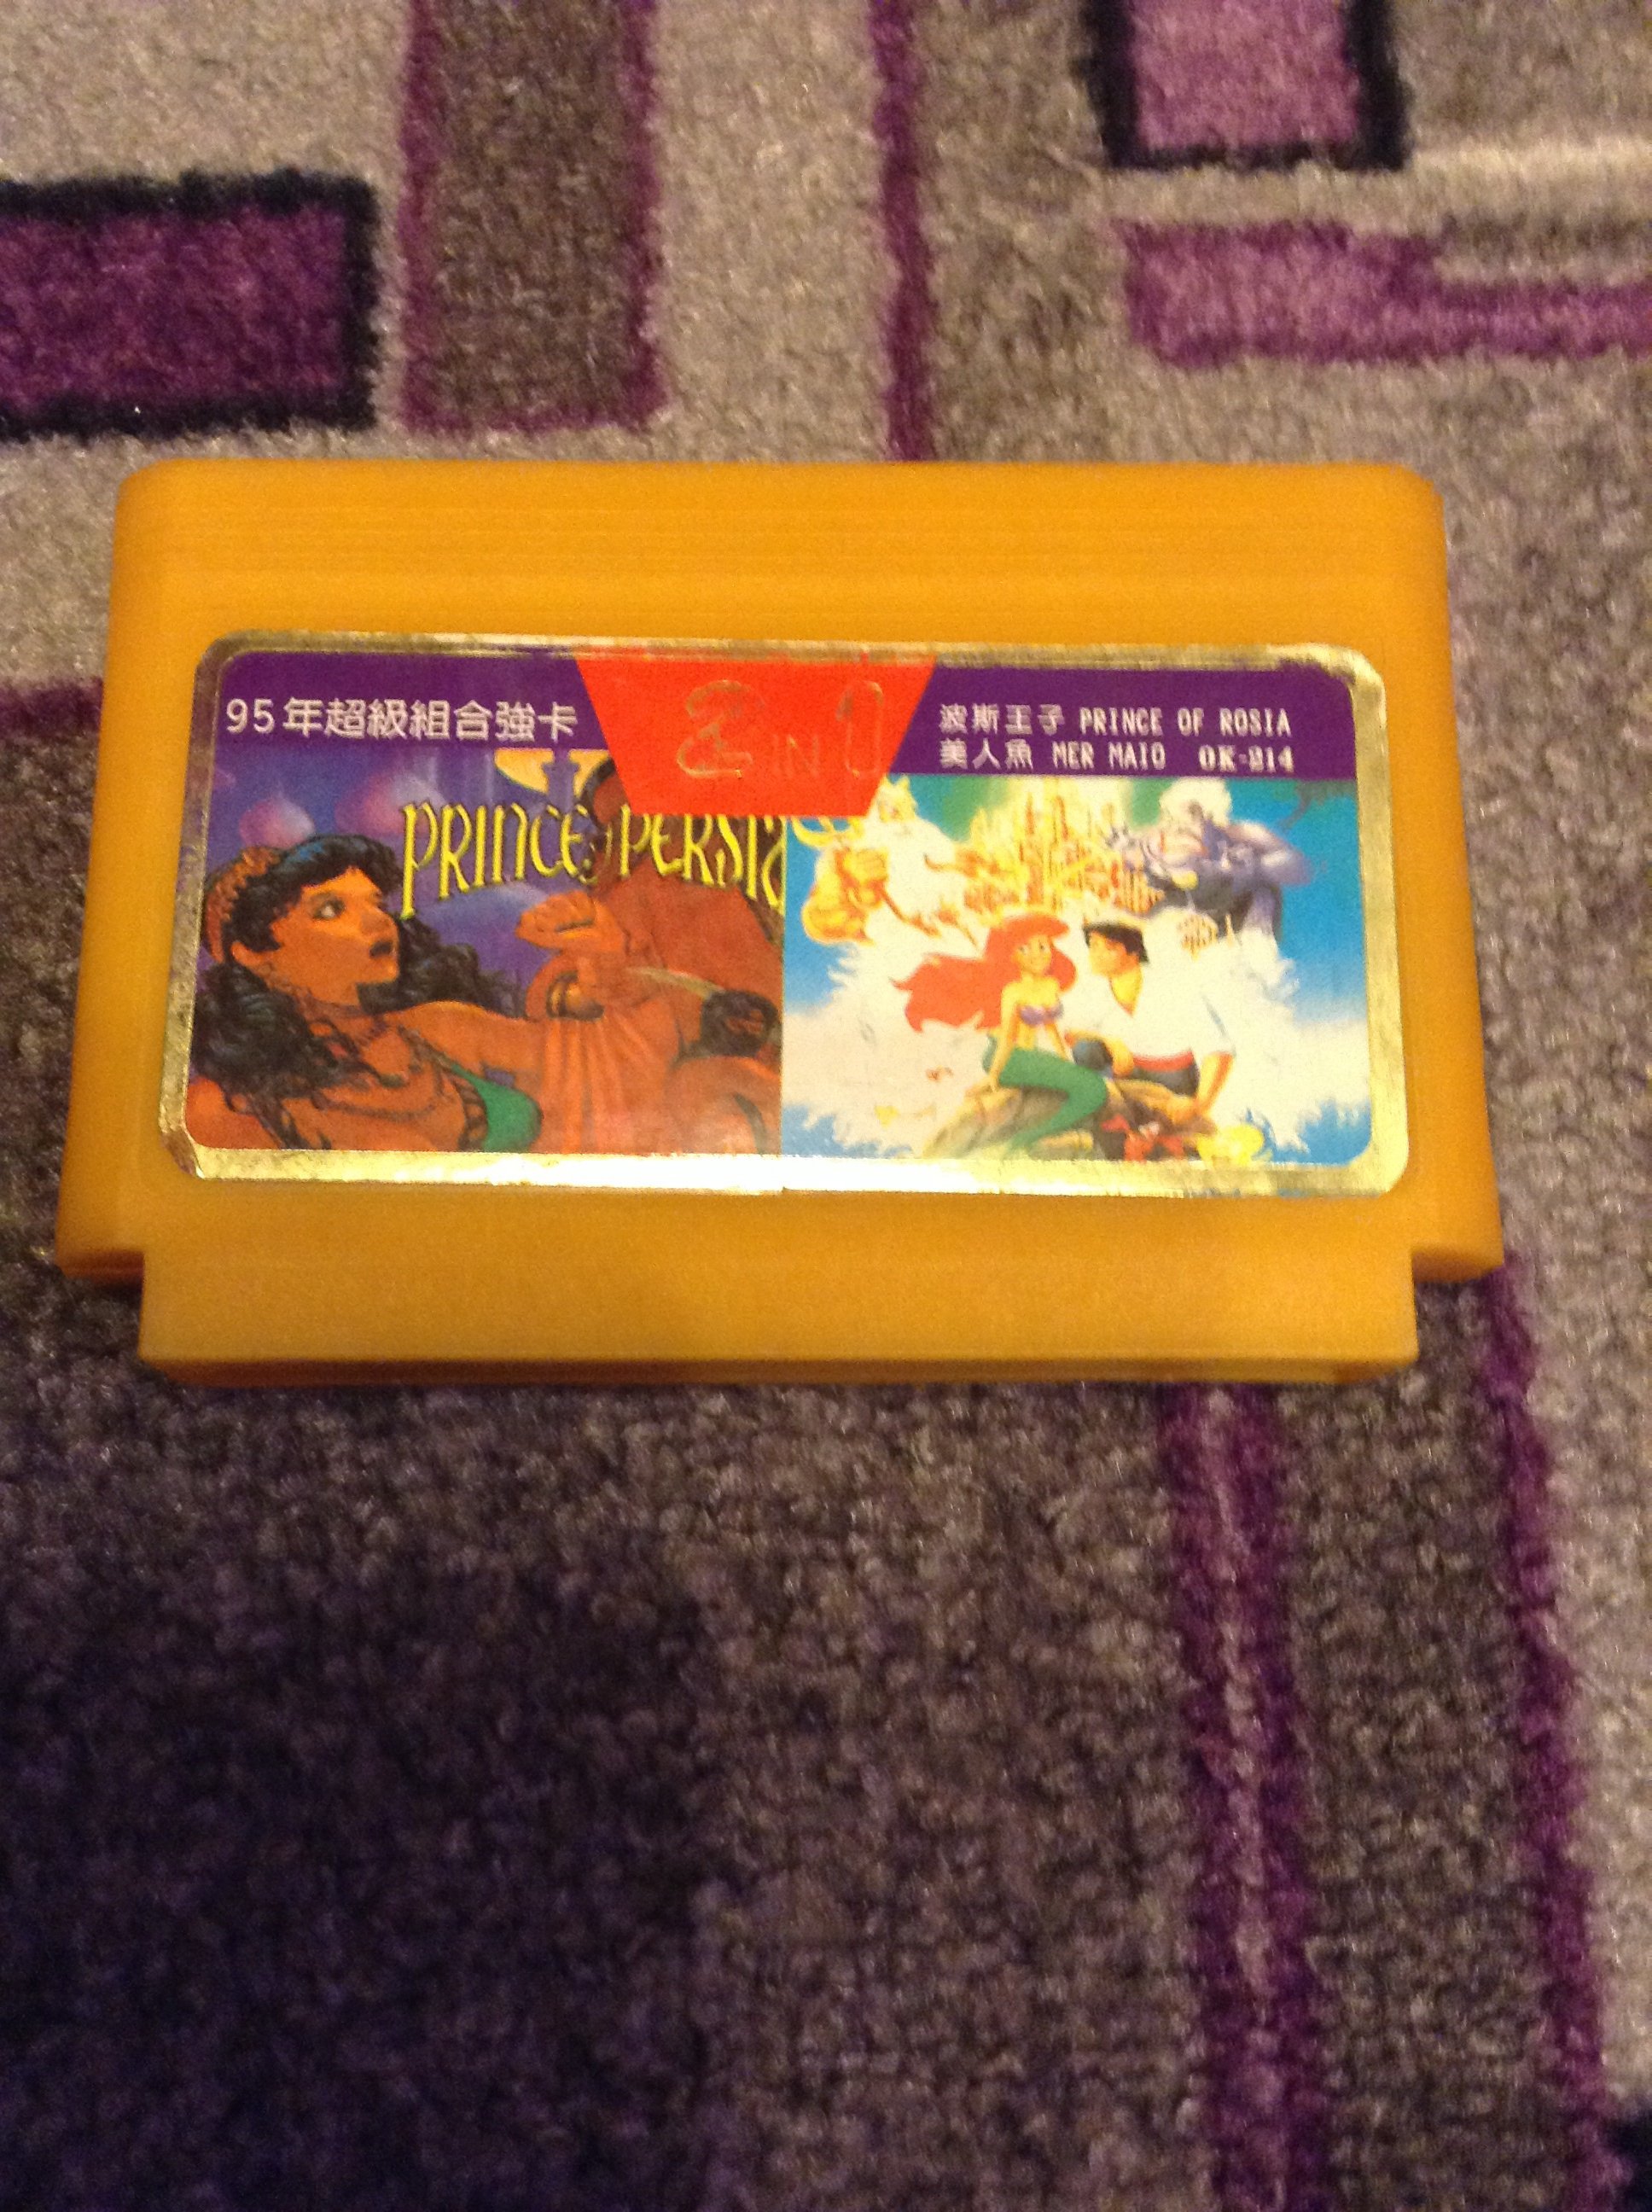 95年超級組合強卡
2 IN 1
波斯王子 PRINCE OF ROSIA
美人魚 MER MAIO OK-214
PRINCE OF PERSIA